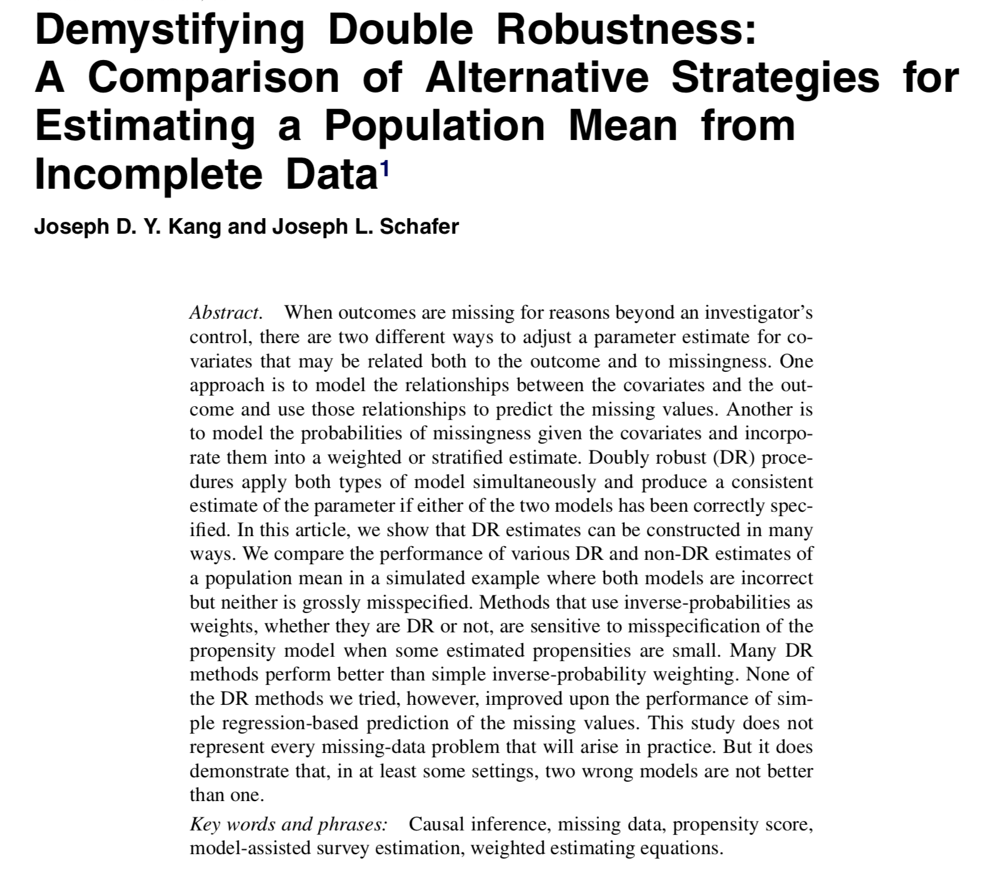 Demystifying Double Robustness:
A Comparison of Alternative Strategies for
Estimating a Population Mean from
Incomplete Data1
Joseph D. Y. Kang and Joseph L. Schafer
Abstract. When outcomes are missing for reasons beyond an investigator’s
control, there are two different ways to adjust a parameter estimate for co-
variates that may be related both to the outcome and to missingness. One
approach is to model the relationships between the covariates and the out-
come and use those relationships to predict the missing values. Another is
to model the probabilities of missingness given the covariates and incorpo-
rate them into a weighted or stratified estimate. Doubly robust (DR) proce-
dures apply both types of model simultaneously and produce a consistent
estimate of the parameter if either of the two models has been correctly spec-
ified. In this article, we show that DR estimates can be constructed in many
ways. We compare the performance of various DR and non-DR estimates of
a population mean in a simulated example where both models are incorrect
but neither is grossly misspecified. Methods that use inverse-probabilities as
weights, whether they are DR or not, are sensitive to misspecification of the
propensity model when some estimated propensities are small. Many DR
methods perform better than simple inverse-probability weighting. None of
the DR methods we tried, however, improved upon the performance of sim-
ple regression-based prediction of the missing values. This study does not
represent every missing-data problem that will arise in practice. But it does
demonstrate that, in at least some settings, two wrong models are not better
than one.
Key words and phrases: Causal inference, missing data, propensity score,
model-assisted survey estimation, weighted estimating equations.